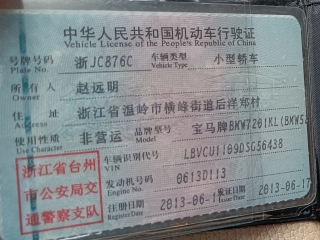 中华人民共和国机动车行驶证
Vehicle License of the People's Republic of China
号牌号码 浙JC876C 车辆类型 小型轿车
Plate No. Vehicle Type
所有人 赵远明
Owner
住址 浙江省温岭市横峰街道后洋郑村
Address
使用性质 非营运 品牌型号 宝马牌BMW7201KL(BMW5
Use Character Model
浙江省台州市公安局交通警察支队
车辆识别代号 LBVCU1109DSG56438
VIN
发动机号码 0613D113
Engine No.
注册日期 2013-06-17 发证日期 2013-06-17
Register Date Issue Date